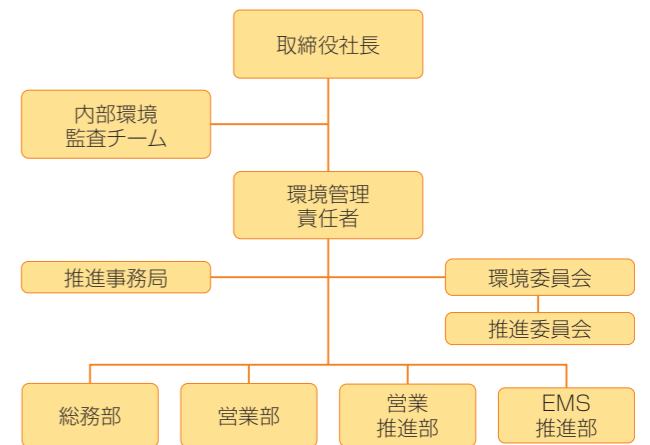 取締役社長
内部環境
監査チーム
環境管理
責任者
推進事務局
環境委員会
推進委員会
総務部
営業部
営業
推進部
EMS
推進部